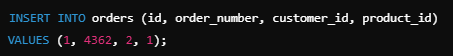 INSERT INTO orders (id, order_number, customer_id, product_id)
VALUES (1, 4362, 2, 1);